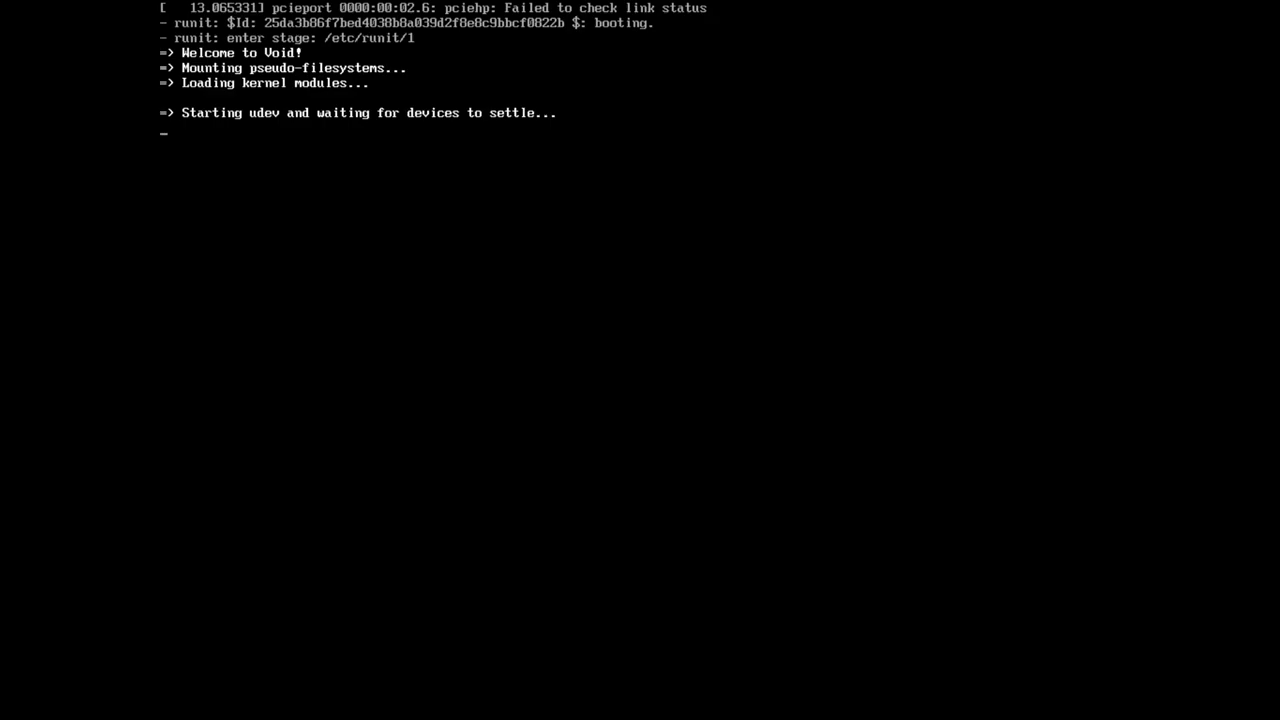 [   13.065331] pcieport 0000:00:02.6: pciehp: Failed to check link status
- runit: $Id: 25da3b86f7bed4038b8a039d2f8e8c9bbcf0822b $: booting.
- runit: enter stage: /etc/runit/1
=> Welcome to Void!
=> Mounting pseudo-filesystems...
=> Loading kernel modules...
=> Starting udev and waiting for devices to settle...
_